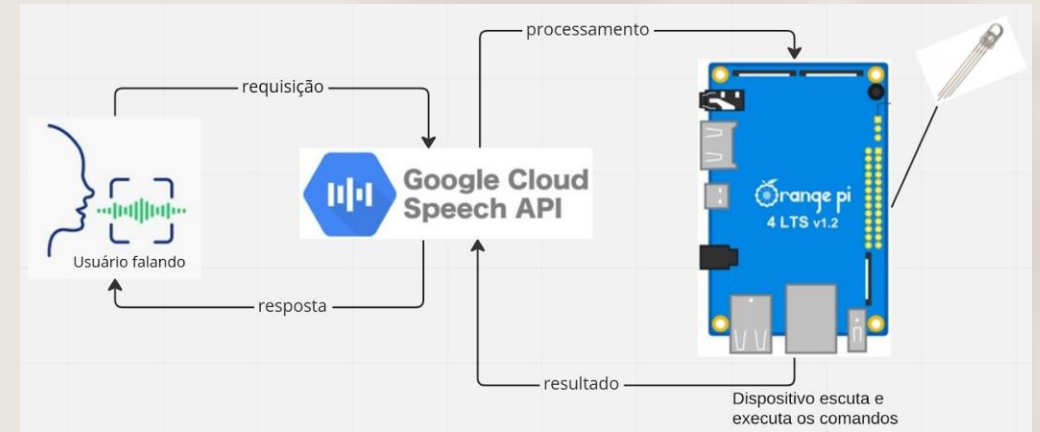 processamento
requisição
Google Cloud
Speech API
Orange pi
4 LTS v1.2
Usuário falando
resposta
resultado
Dispositivo escuta e
executa os comandos